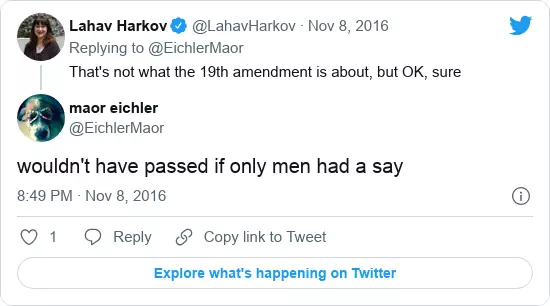 Lahav Harkov @LahavHarkov · Nov 8, 2016
Replying to @EichlerMaor
That's not what the 19th amendment is about, but OK, sure
maor eichler
@EichlerMaor
wouldn't have passed if only men had a say
8:49 PM · Nov 8, 2016
1 Reply Copy link to Tweet
Explore what's happening on Twitter